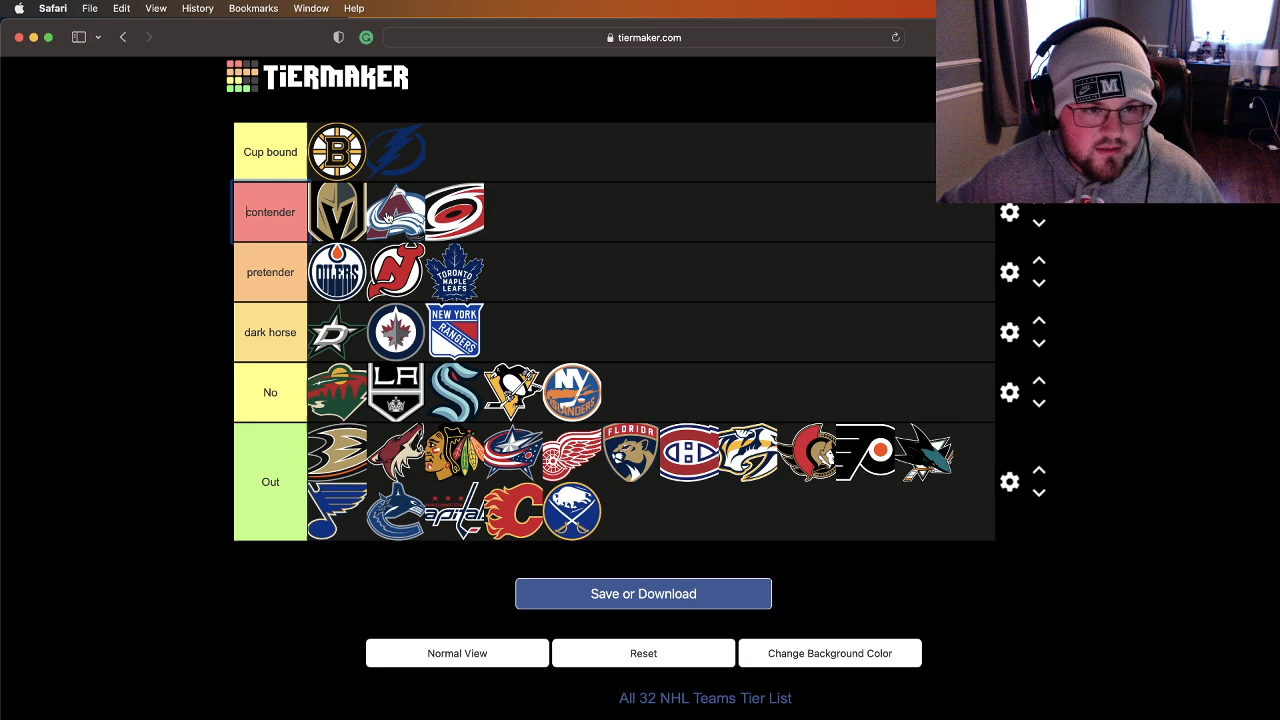 Safari File Edit View History Bookmarks Window Help
tiermaker.com
TiERMAKER
Cup bound
B
contender
pretender
OILERS
TORONTO
MAPLE
LEAFS
dark horse
D
NEW YORK
RANGERS
No
LA
NY
ISLANDERS
Out
FLORIDA
capitals
M
Save or Download
Normal View Reset Change Background Color
All 32 NHL Teams Tier List